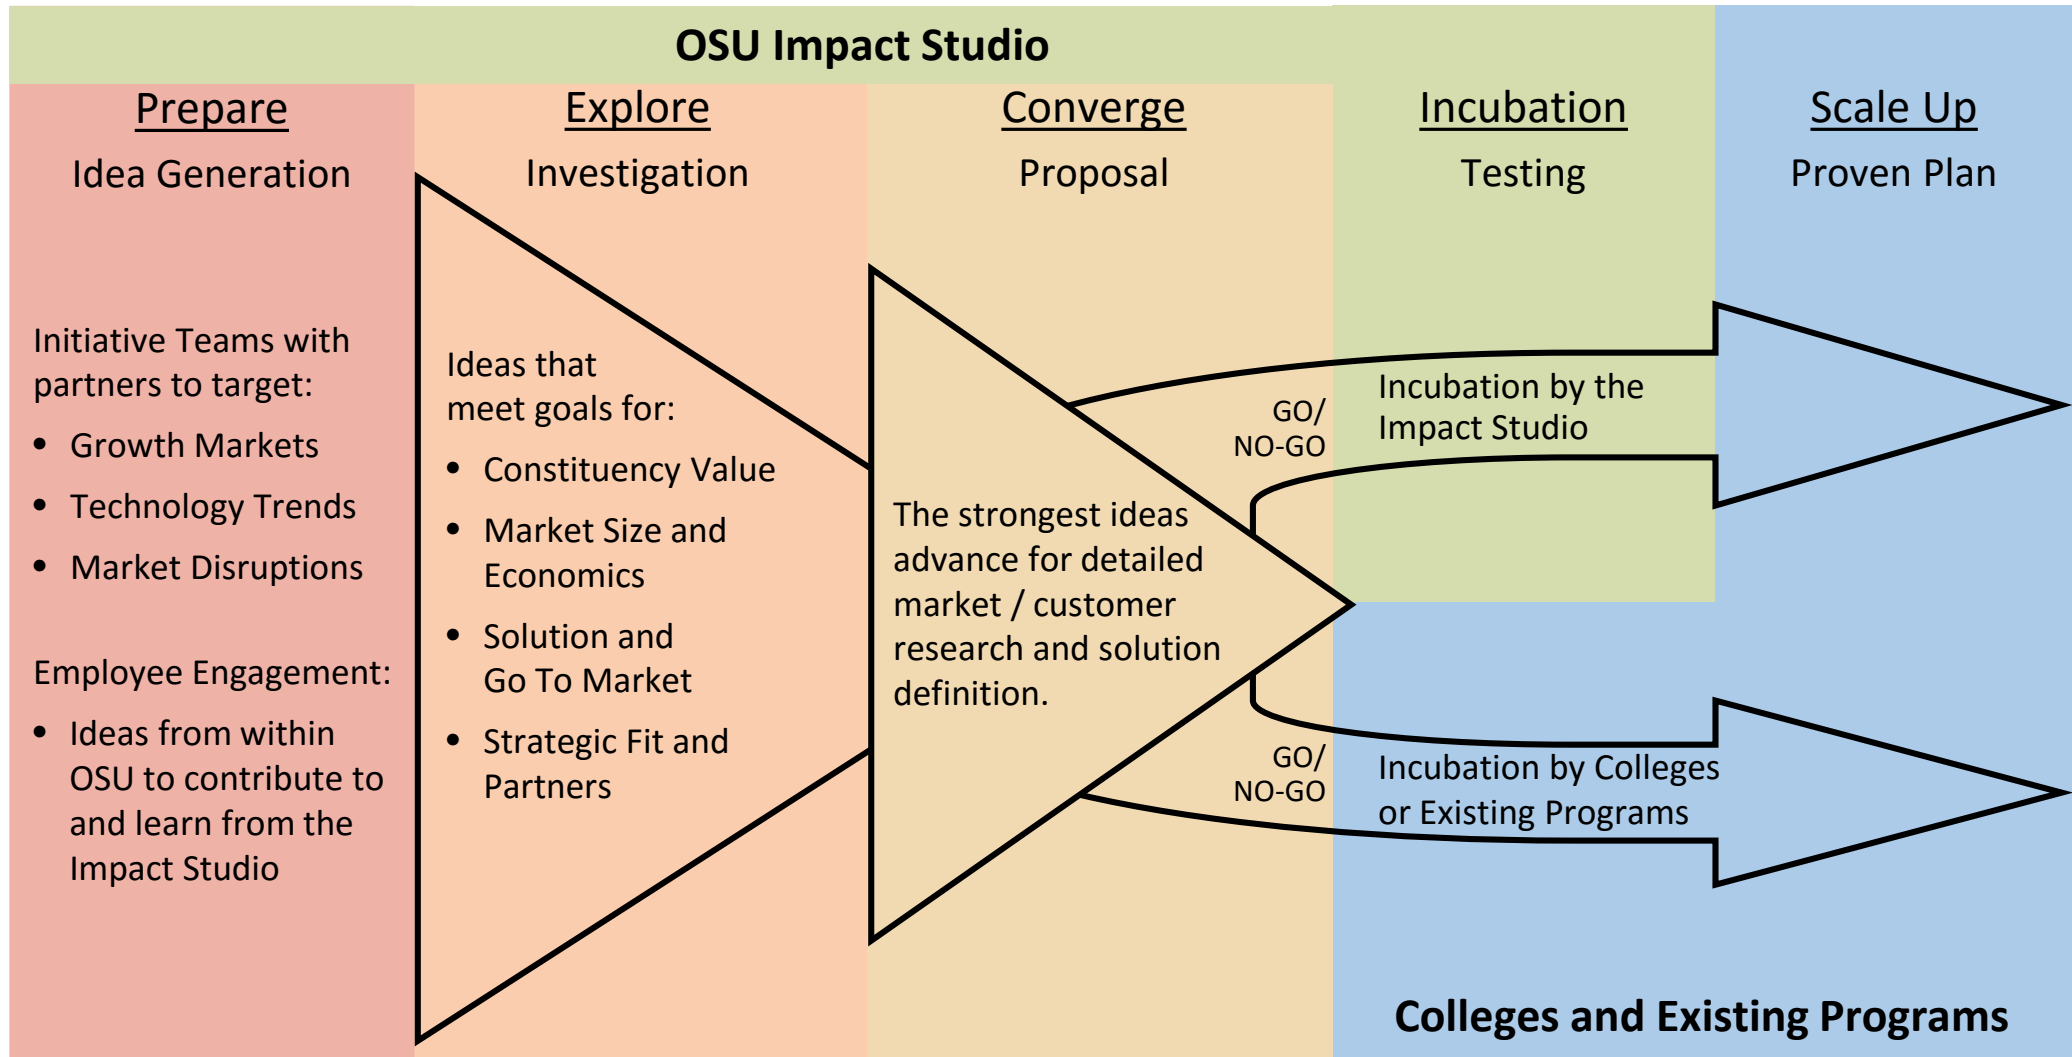 OSU Impact Studio
Prepare
Idea Generation
Initiative Teams with
partners to target:
• Growth Markets
• Technology Trends
• Market Disruptions
Employee Engagement:
• Ideas from within
OSU to contribute to
and learn from the
Impact Studio
Explore
Investigation
Ideas that
meet goals for:
• Constituency Value
• Market Size and
Economics
• Solution and
Go To Market
• Strategic Fit and
Partners
Converge
Proposal
The strongest ideas
advance for detailed
market / customer
research and solution
definition.
GO/
NO-GO
GO/
NO-GO
Incubation
Testing
Incubation by the
Impact Studio
Incubation by Colleges
or Existing Programs
Scale Up
Proven Plan
Colleges and Existing Programs